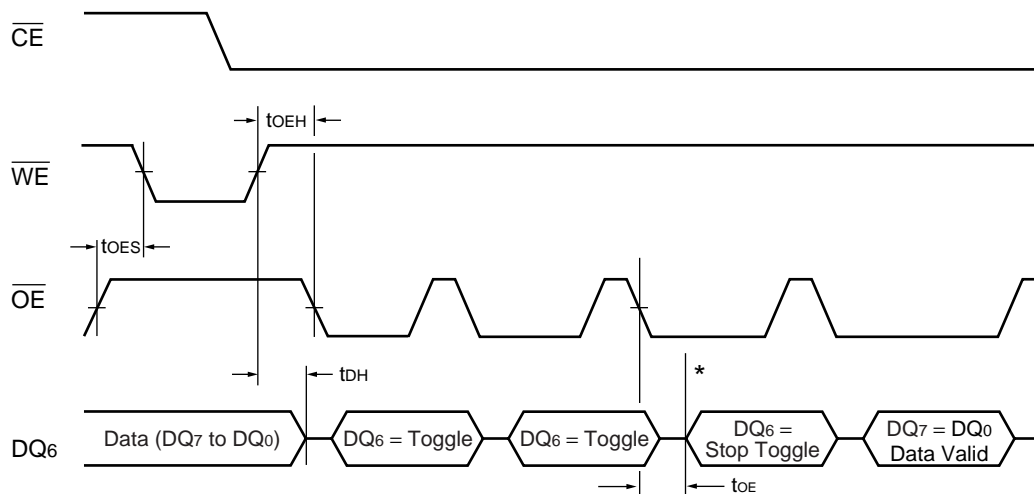 CE
tOEH
WE
tOES
OE
tDH
*
DQ6
Data (DQ7 to DQ0)
DQ6 = Toggle
DQ6 = Toggle
DQ6 =
Stop Toggle
DQ7 = DQ0
Data Valid
tOE